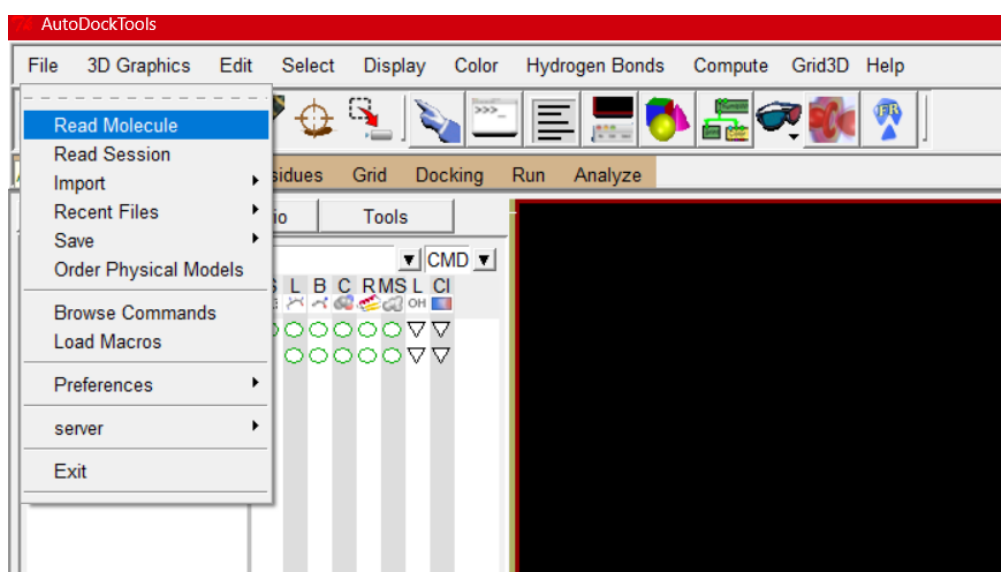 AutoDockTools
File 3D Graphics Edit Select Display Color Hydrogen Bonds Compute Grid3D Help
>>>_
Read Molecule
Read Session
Import
Recent Files
Save
Order Physical Models
Browse Commands
Load Macros
Preferences
server
Exit
Grid Docking Run Analyze
Tools
CMD
L B C R MS L Cl
OH